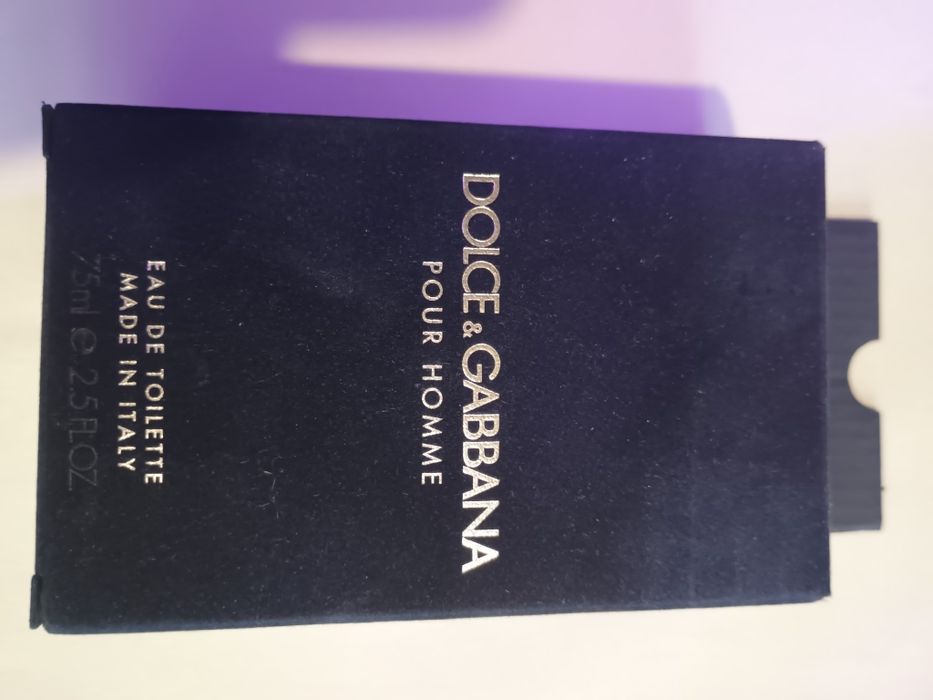 DOLCE & GABBANA
POUR HOMME
EAU DE TOILETTE
MADE IN ITALY
75ml e 2.5 FL.OZ.